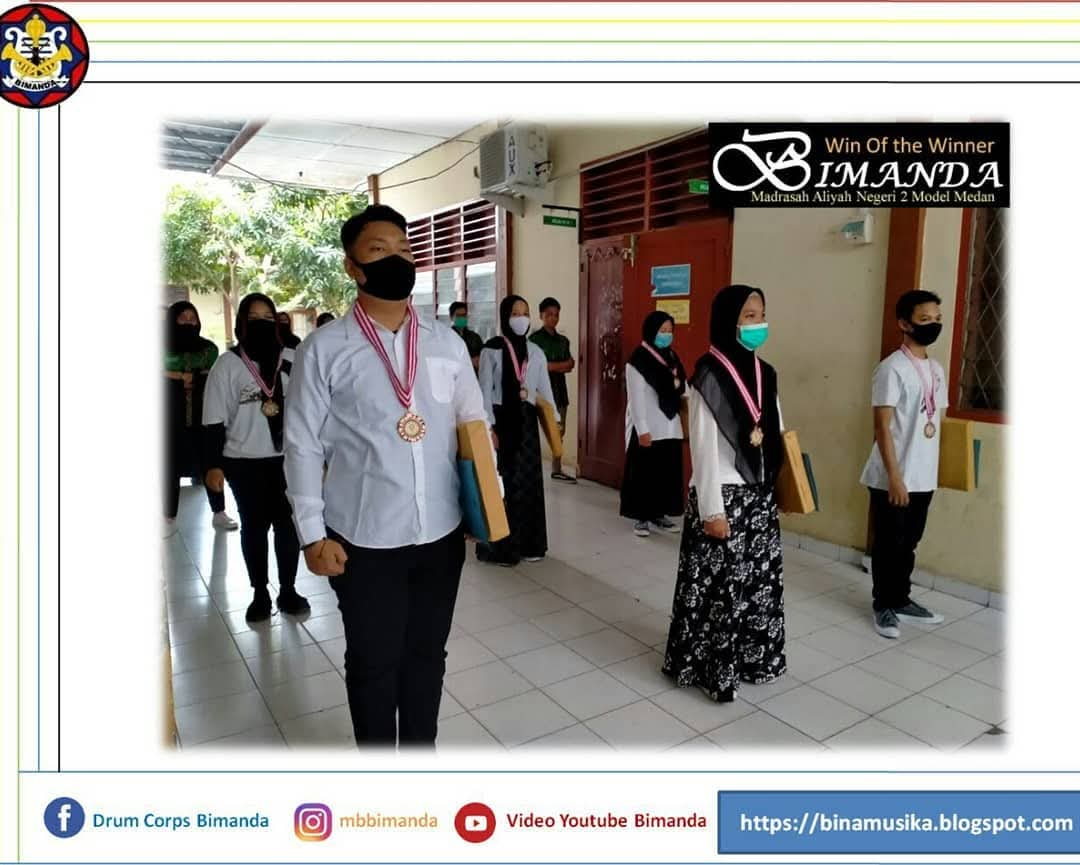 BIMANDA
Win Of the Winner
BIMANDA
Madrasah Aliyah Negeri 2 Model Medan
AUX
Drum Corps Bimanda
mbbimanda
Video Youtube Bimanda
https://binamusika.blogspot.com